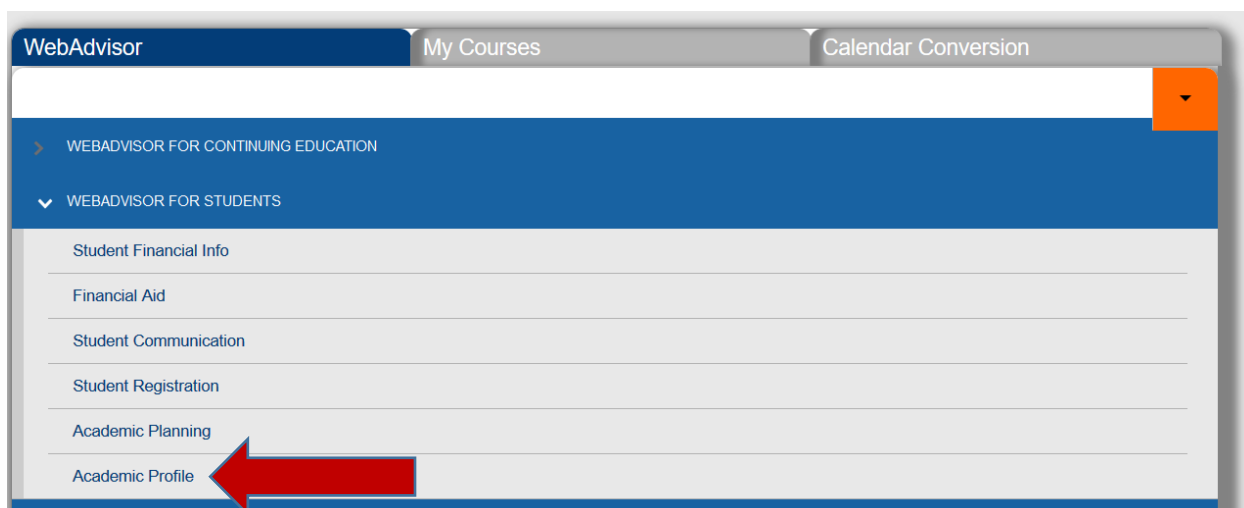 WebAdvisor My Courses Calendar Conversion
WEBADVISOR FOR CONTINUING EDUCATION
WEBADVISOR FOR STUDENTS
Student Financial Info
Financial Aid
Student Communication
Student Registration
Academic Planning
Academic Profile